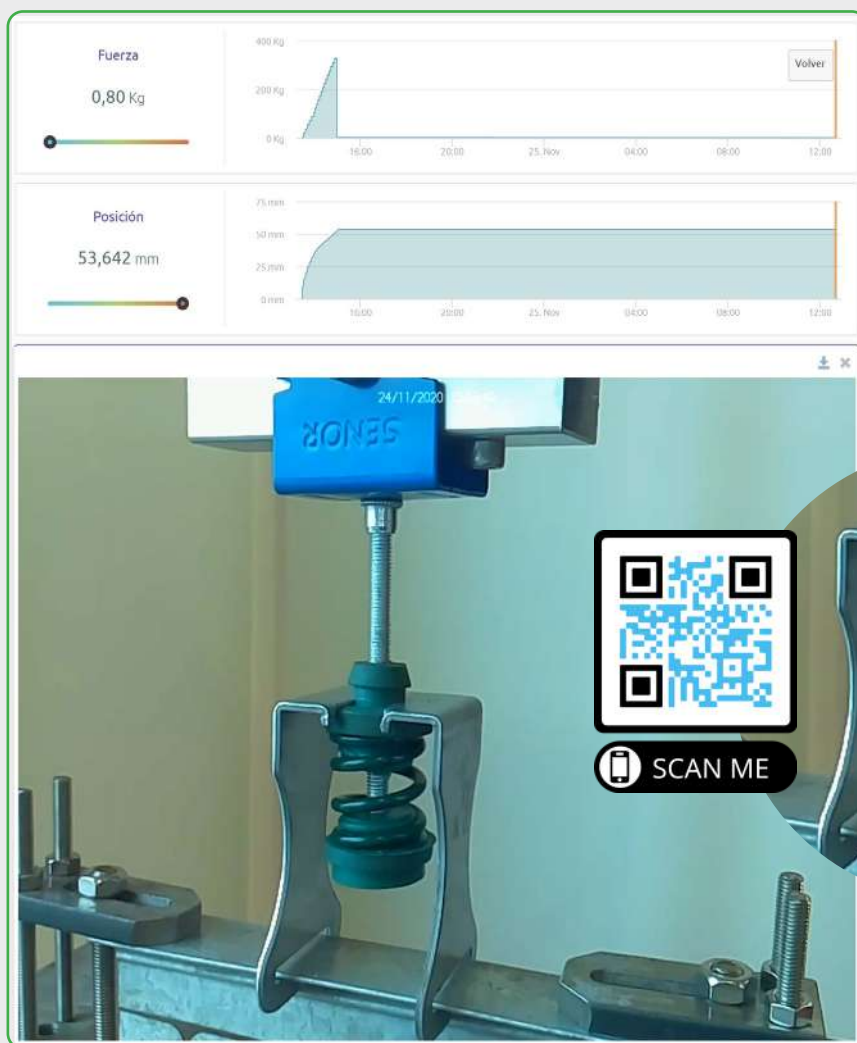 Fuerza
0,80 Kg
400 Kg
200 Kg
0 Kg
Volver
16:00
20:00
25. Nov
04:00
08:00
12:00
Posición
53,642 mm
75 mm
50 mm
25 mm
0 mm
16:00
20:00
25. Nov
04:00
08:00
12:00
24/11/2020
SENOR
SCAN ME